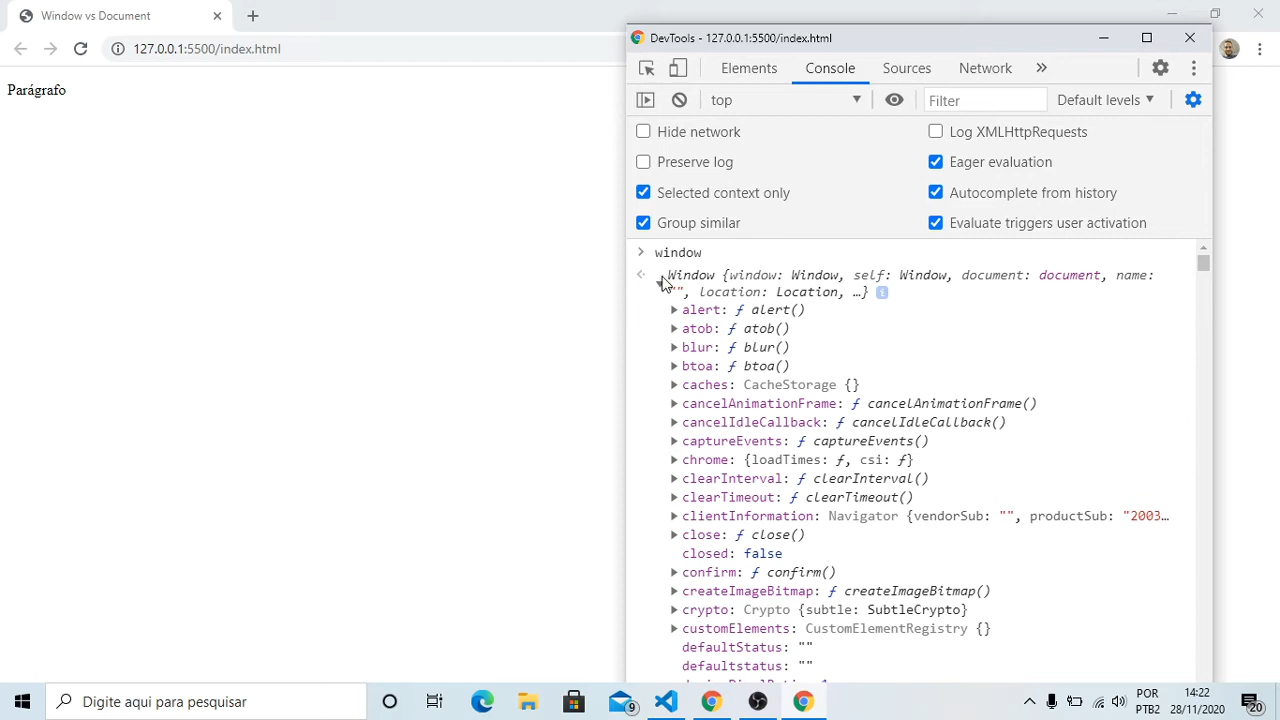 Window vs Document
127.0.0.1:5500/index.html
Parágrafo
DevTools - 127.0.0.1:5500/index.html
Elements Console Sources Network »
top Filter Default levels
Hide network Log XMLHttpRequests
Preserve log Eager evaluation
Selected context only Autocomplete from history
Group similar Evaluate triggers user activation
window
Window {window: Window, self: Window, document: document, name:
"", location: Location, …} i
alert: ƒ alert()
atob: ƒ atob()
blur: ƒ blur()
btoa: ƒ btoa()
caches: CacheStorage {}
cancelAnimationFrame: ƒ cancelAnimationFrame()
cancelIdleCallback: ƒ cancelIdleCallback()
captureEvents: ƒ captureEvents()
chrome: {loadTimes: ƒ, csi: ƒ}
clearInterval: ƒ clearInterval()
clearTimeout: ƒ clearTimeout()
clientInformation: Navigator {vendorSub: "", productSub: "2003…
close: ƒ close()
closed: false
confirm: ƒ confirm()
createImageBitmap: ƒ createImageBitmap()
crypto: Crypto {subtle: SubtleCrypto}
customElements: CustomElementRegistry {}
defaultStatus: ""
defaultstatus: ""
Digite aqui para pesquisar
9
POR
PTB2
14:22
28/11/2020
20